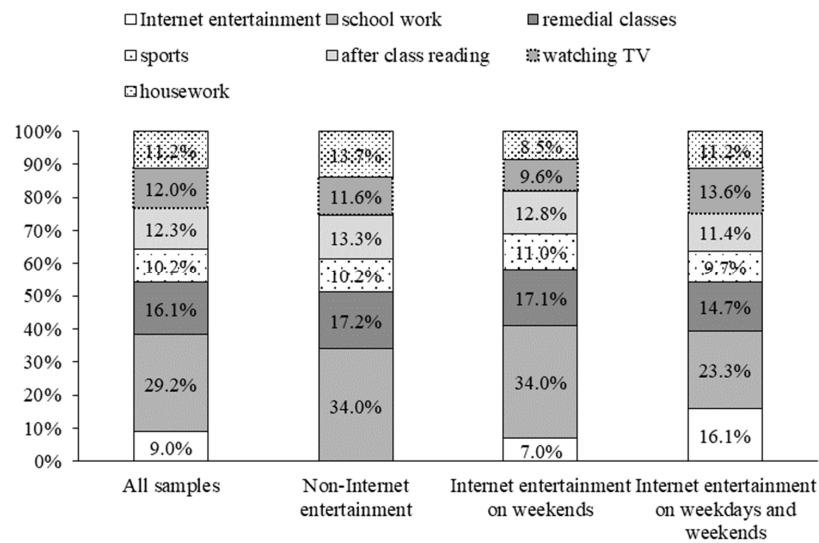 Internet entertainment school work remedial classes
sports after class reading watching TV
housework
100%
90%
80%
70%
60%
50%
40%
30%
20%
10%
0%
11.2% 13.7% 8.5% 11.2%
12.0% 11.6% 9.6% 13.6%
12.3% 13.3% 12.8% 11.4%
10.2% 10.2% 11.0% 9.7%
16.1% 17.2% 17.1% 14.7%
29.2% 34.0% 34.0% 23.3%
9.0% 7.0% 16.1%
All samples
Non-Internet
entertainment
Internet entertainment
on weekends
Internet entertainment
on weekdays and
weekends